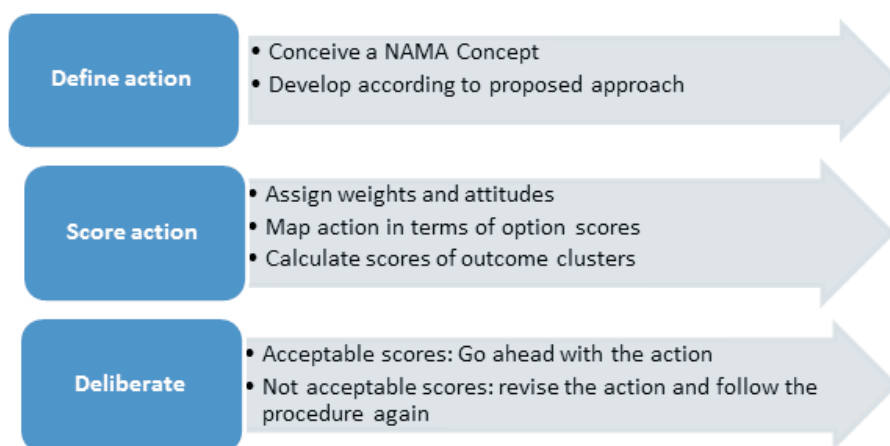 Define action
• Conceive a NAMA Concept
• Develop according to proposed approach
Score action
• Assign weights and attitudes
• Map action in terms of option scores
• Calculate scores of outcome clusters
Deliberate
• Acceptable scores: Go ahead with the action
• Not acceptable scores: revise the action and follow the
procedure again